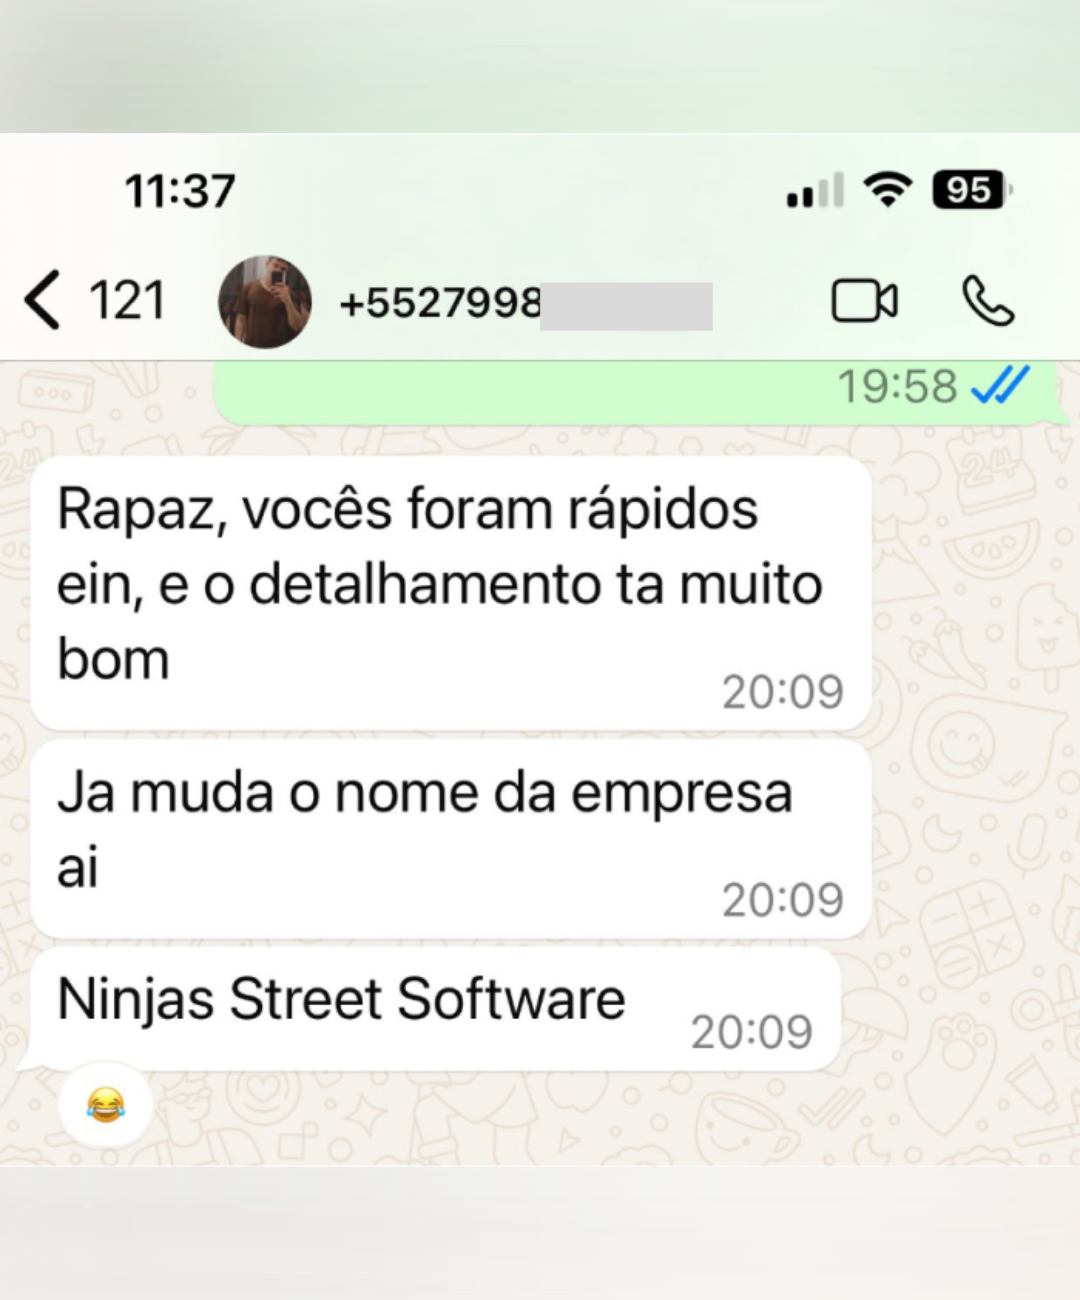 11:37
95
121
+5527998
19:58
Rapaz, vocês foram rápidos
ein, e o detalhamento ta muito
bom
20:09
Ja muda o nome da empresa
ai
20:09
Ninjas Street Software
20:09